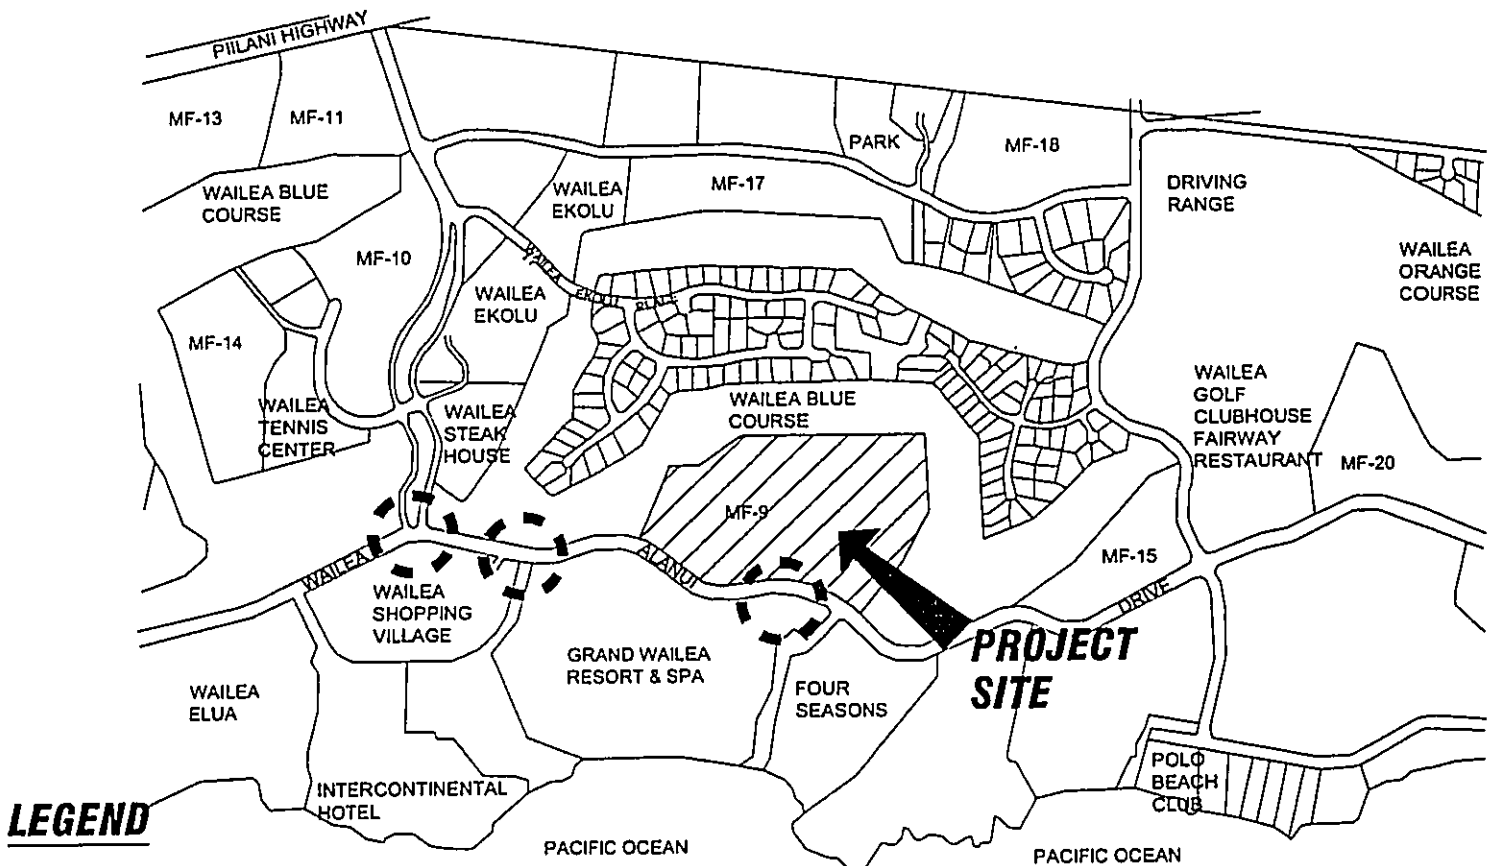 PIILANI HIGHWAY
MF-13
MF-11
PARK
MF-18
WAILEA BLUE
COURSE
WAILEA
EKOLU
MF-17
DRIVING
RANGE
MF-10
WAILEA
EKOLU PLACE
WAILEA
ORANGE
COURSE
WAILEA
EKOLU
MF-14
WAILEA
TENNIS
CENTER
WAILEA
STEAK
HOUSE
WAILEA BLUE
COURSE
WAILEA
GOLF
CLUBHOUSE
FAIRWAY
RESTAURANT
MF-20
MF-9
MF-15
WAILEA
ALANUI
DRIVE
WAILEA
SHOPPING
VILLAGE
PROJECT
SITE
GRAND WAILEA
RESORT & SPA
FOUR
SEASONS
WAILEA
ELUA
INTERCONTINENTAL
HOTEL
POLO
BEACH
CLUB
LEGEND
PACIFIC OCEAN
PACIFIC OCEAN